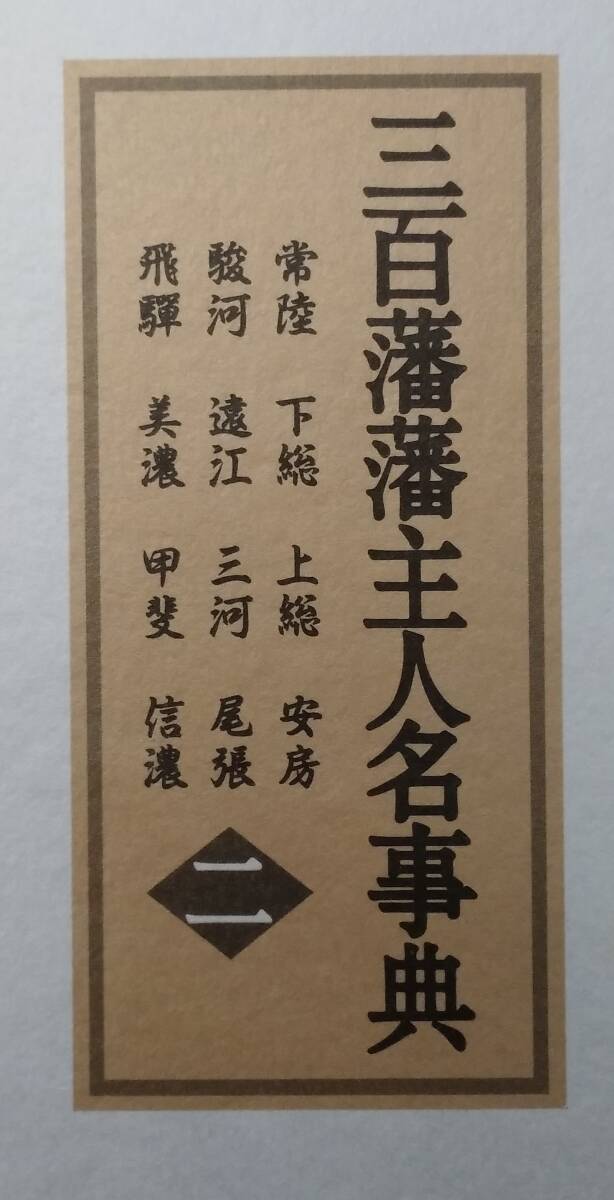 三百藩藩主人名事典
常陸 下総 上総 安房
駿河 遠江 三河 尾張
飛驒 美濃 甲斐 信濃
二